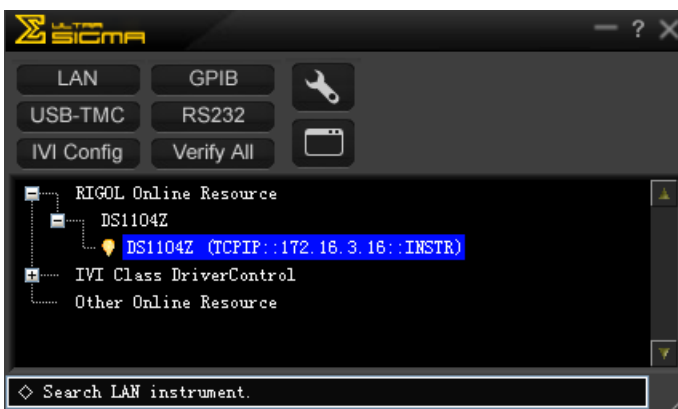 ULTRA
SIGMA
?
LAN GPIB
USB-TMC RS232
IVI Config Verify All
RIGOL Online Resource
DS1104Z
DS1104Z (TCPIP::172.16.3.16::INSTR)
IVI Class DriverControl
Other Online Resource
◇ Search LAN instrument.